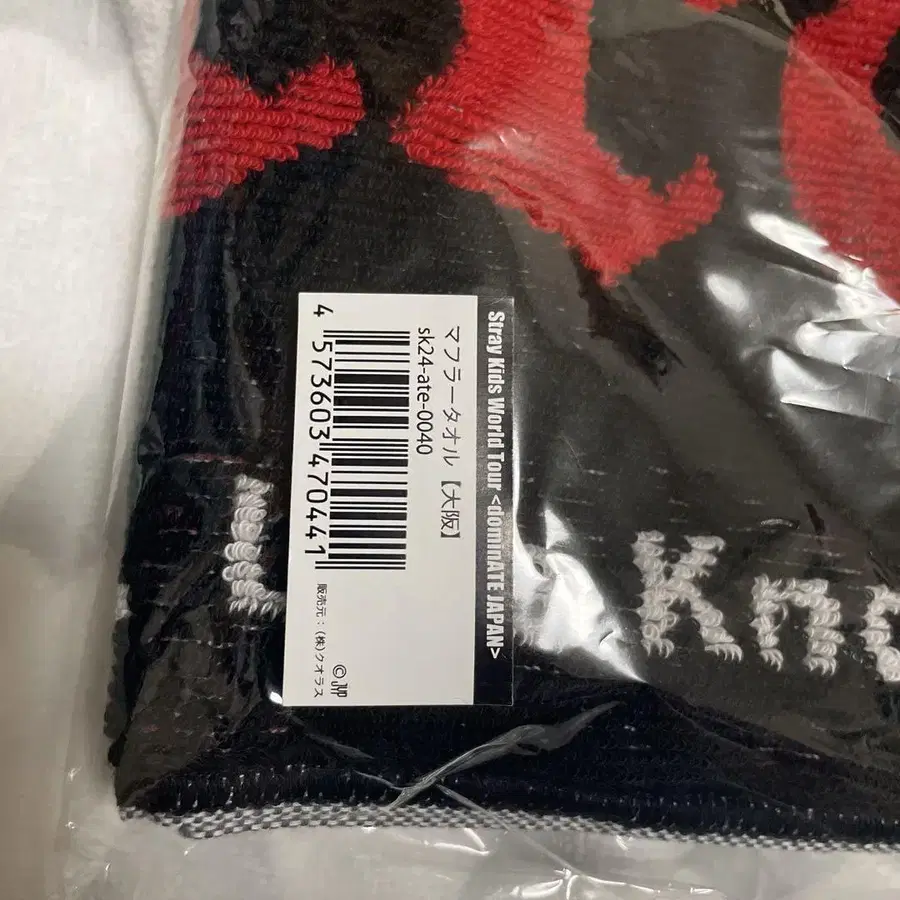 Stray Kids World Tour <dominATE JAPAN>
マフラータオル【大阪】
sk24-ate-0040
4 573603 470441
販売元：(株)クオラス
© JYP
L Kno